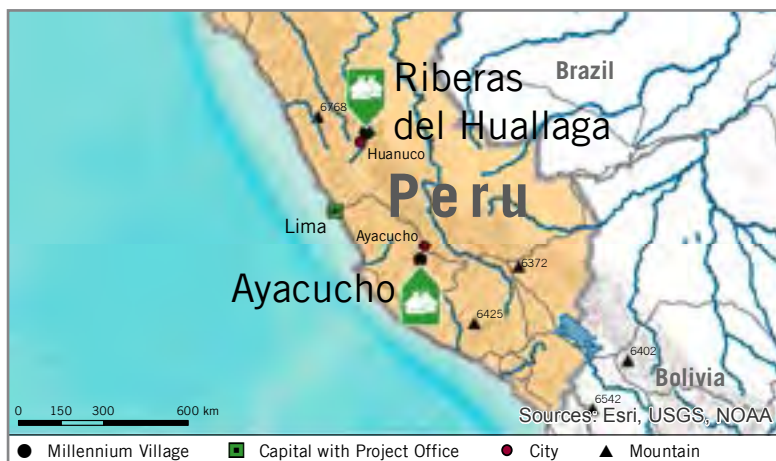 Riberas
del Huallaga
Brazil
6768
Huanuco
Peru
Lima
Ayacucho
6372
Ayacucho
6425
6402
Bolivia
6542
0 150 300 600 km
Sources: Esri, USGS, NOAA
Millennium Village Capital with Project Office City Mountain